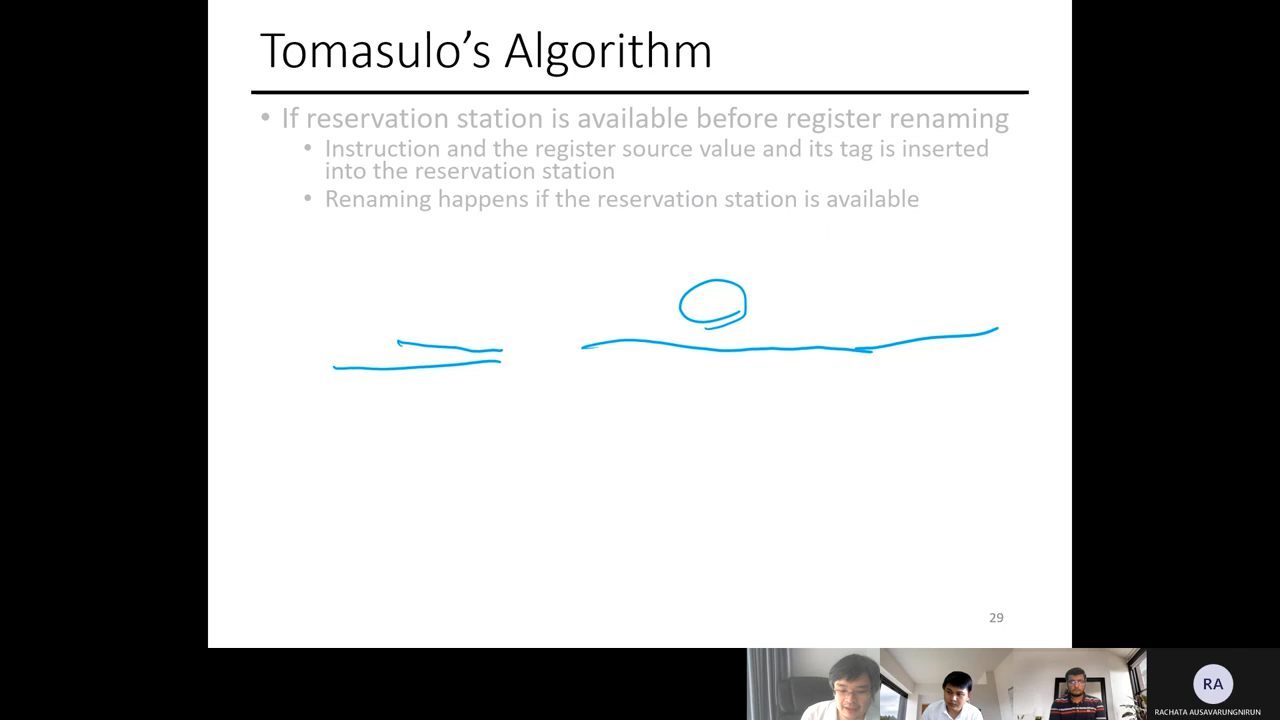 Tomasulo's Algorithm
• If reservation station is available before register renaming
• Instruction and the register source value and its tag is inserted
into the reservation station
• Renaming happens if the reservation station is available
29
RA
RACHATA AUSAVARUNGNIRUN